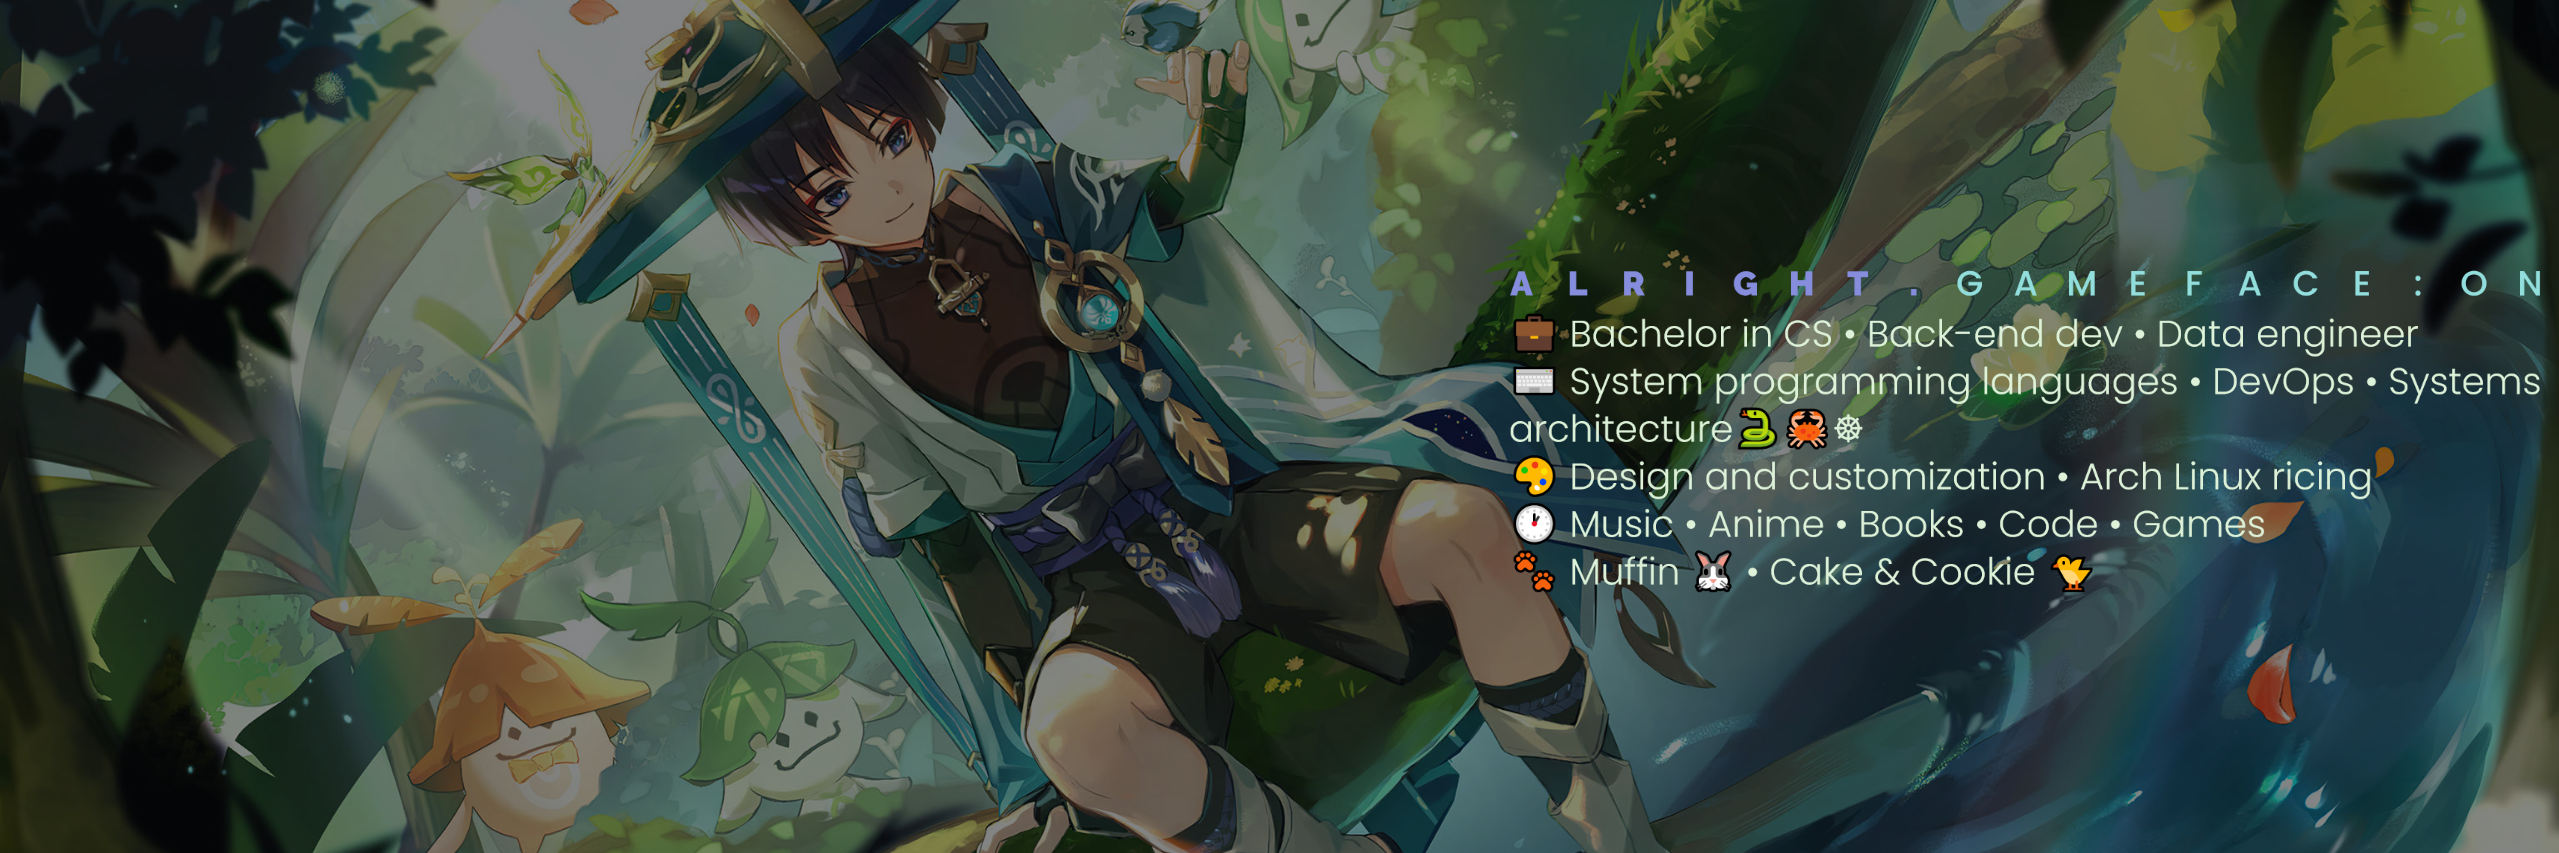 ALRIGHT. GAMEFACE:ON
💼 Bachelor in CS • Back-end dev • Data engineer
⌨️ System programming languages • DevOps • Systems
architecture🐍🦀☸
🎨 Design and customization • Arch Linux ricing
🕐 Music • Anime • Books • Code • Games
🐾 Muffin 🐰 • Cake & Cookie 🐤